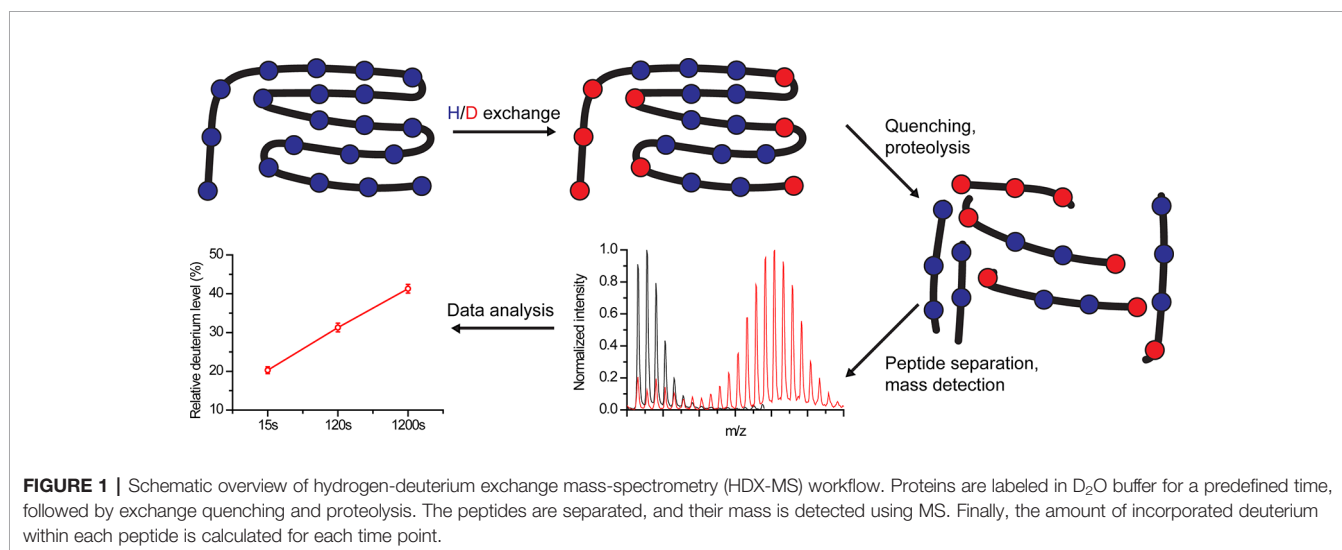 H/D exchange
Quenching,
proteolysis
Peptide separation,
mass detection
1.0
0.8
0.6
0.4
0.2
0.0
Normalized intensity
m/z
Data analysis
50
40
30
20
10
Relative deuterium level (%)
15s 120s 1200s
FIGURE 1 | Schematic overview of hydrogen-deuterium exchange mass-spectrometry (HDX-MS) workflow. Proteins are labeled in D₂O buffer for a predefined time,
followed by exchange quenching and proteolysis. The peptides are separated, and their mass is detected using MS. Finally, the amount of incorporated deuterium
within each peptide is calculated for each time point.